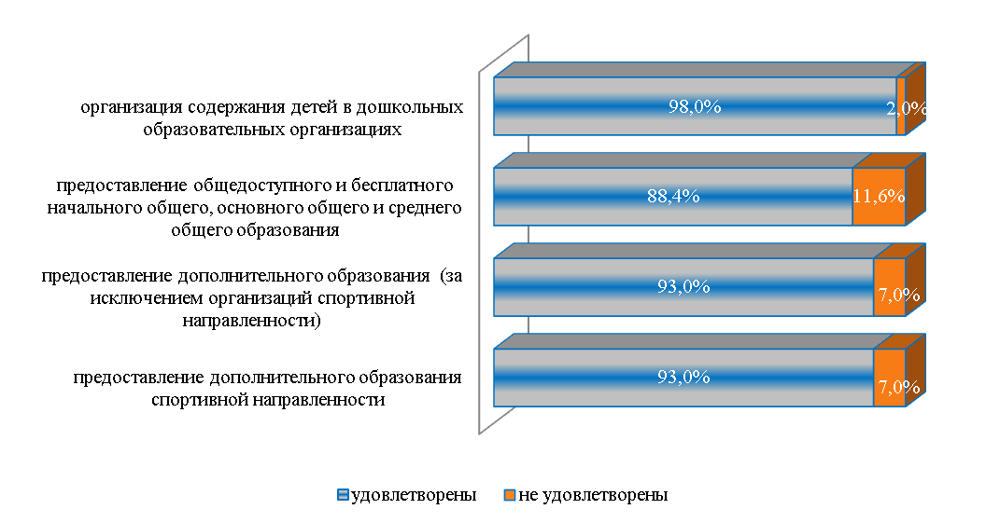 организация содержания детей в дошкольных
образовательных организациях
98,0%
2,0%
предоставление общедоступного и бесплатного
начального общего, основного общего и среднего
общего образования
88,4%
11,6%
предоставление дополнительного образования (за
исключением организаций спортивной
направленности)
93,0%
7,0%
предоставление дополнительного образования
спортивной направленности
93,0%
7,0%
удовлетворены
не удовлетворены